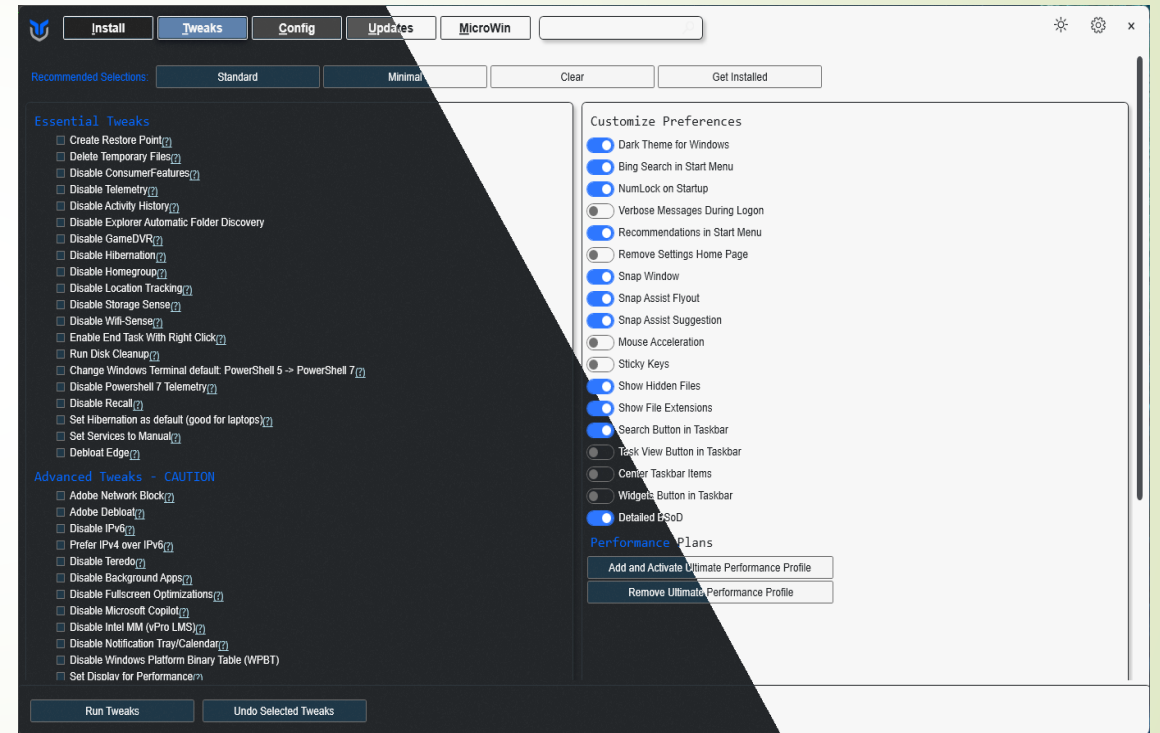 Install
Tweaks
Config
Updates
MicroWin
×
Recommended Selections:
Standard
Minimal
Clear
Get Installed
Essential Tweaks
Create Restore Point(?)
Delete Temporary Files(?)
Disable ConsumerFeatures(?)
Disable Telemetry(?)
Disable Activity History(?)
Disable Explorer Automatic Folder Discovery
Disable GameDVR(?)
Disable Hibernation(?)
Disable Homegroup(?)
Disable Location Tracking(?)
Disable Storage Sense(?)
Disable Wifi-Sense(?)
Enable End Task With Right Click(?)
Run Disk Cleanup(?)
Change Windows Terminal default: PowerShell 5 -> PowerShell 7(?)
Disable Powershell 7 Telemetry(?)
Disable Recall(?)
Set Hibernation as default (good for laptops)(?)
Set Services to Manual(?)
Debloat Edge(?)
Advanced Tweaks - CAUTION
Adobe Network Block(?)
Adobe Debloat(?)
Disable IPv6(?)
Prefer IPv4 over IPv6(?)
Disable Teredo(?)
Disable Background Apps(?)
Disable Fullscreen Optimizations(?)
Disable Microsoft Copilot(?)
Disable Intel MM (vPro LMS)(?)
Disable Notification Tray/Calendar(?)
Disable Windows Platform Binary Table (WPBT)
Set Display for Performance(?)
Customize Preferences
Dark Theme for Windows
Bing Search in Start Menu
NumLock on Startup
Verbose Messages During Logon
Recommendations in Start Menu
Remove Settings Home Page
Snap Window
Snap Assist Flyout
Snap Assist Suggestion
Mouse Acceleration
Sticky Keys
Show Hidden Files
Show File Extensions
Search Button in Taskbar
Task View Button in Taskbar
Center Taskbar Items
Widgets Button in Taskbar
Detailed BSoD
Performance Plans
Add and Activate Ultimate Performance Profile
Remove Ultimate Performance Profile
Run Tweaks
Undo Selected Tweaks